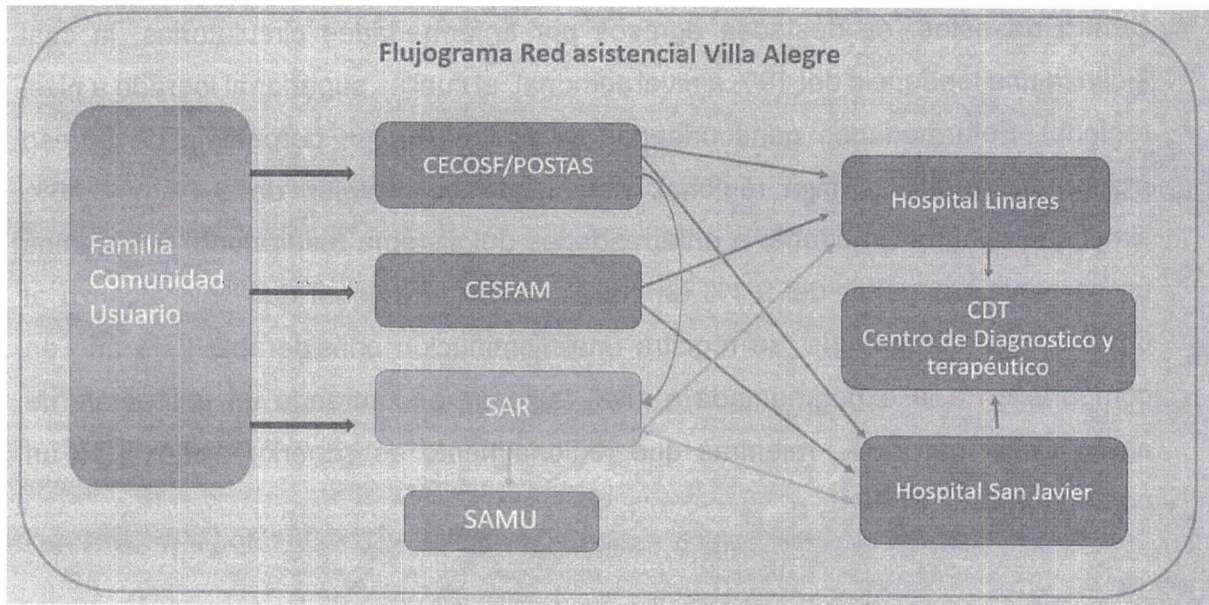 Flujograma Red asistencial Villa Alegre
Familia
Comunidad
Usuario
CECOSF/POSTAS
CESFAM
SAR
SAMU
Hospital Linares
CDT
Centro de Diagnostico y
terapéutico
Hospital San Javier